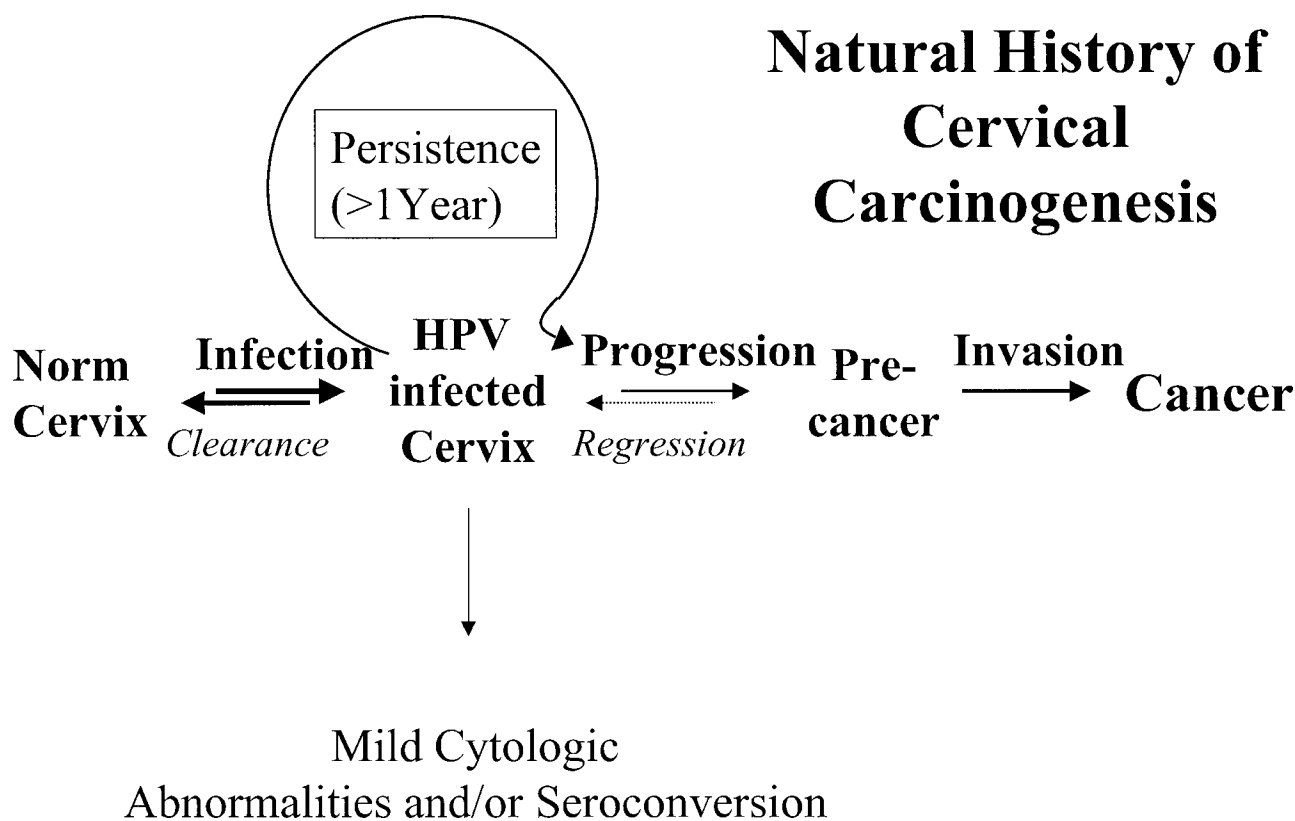 Natural History of
Cervical
Carcinogenesis
Persistence
(>1Year)
Norm
Cervix
Infection
Clearance
HPV
infected
Cervix
Progression
Regression
Pre-
cancer
Invasion
Cancer
Mild Cytologic
Abnormalities and/or Seroconversion